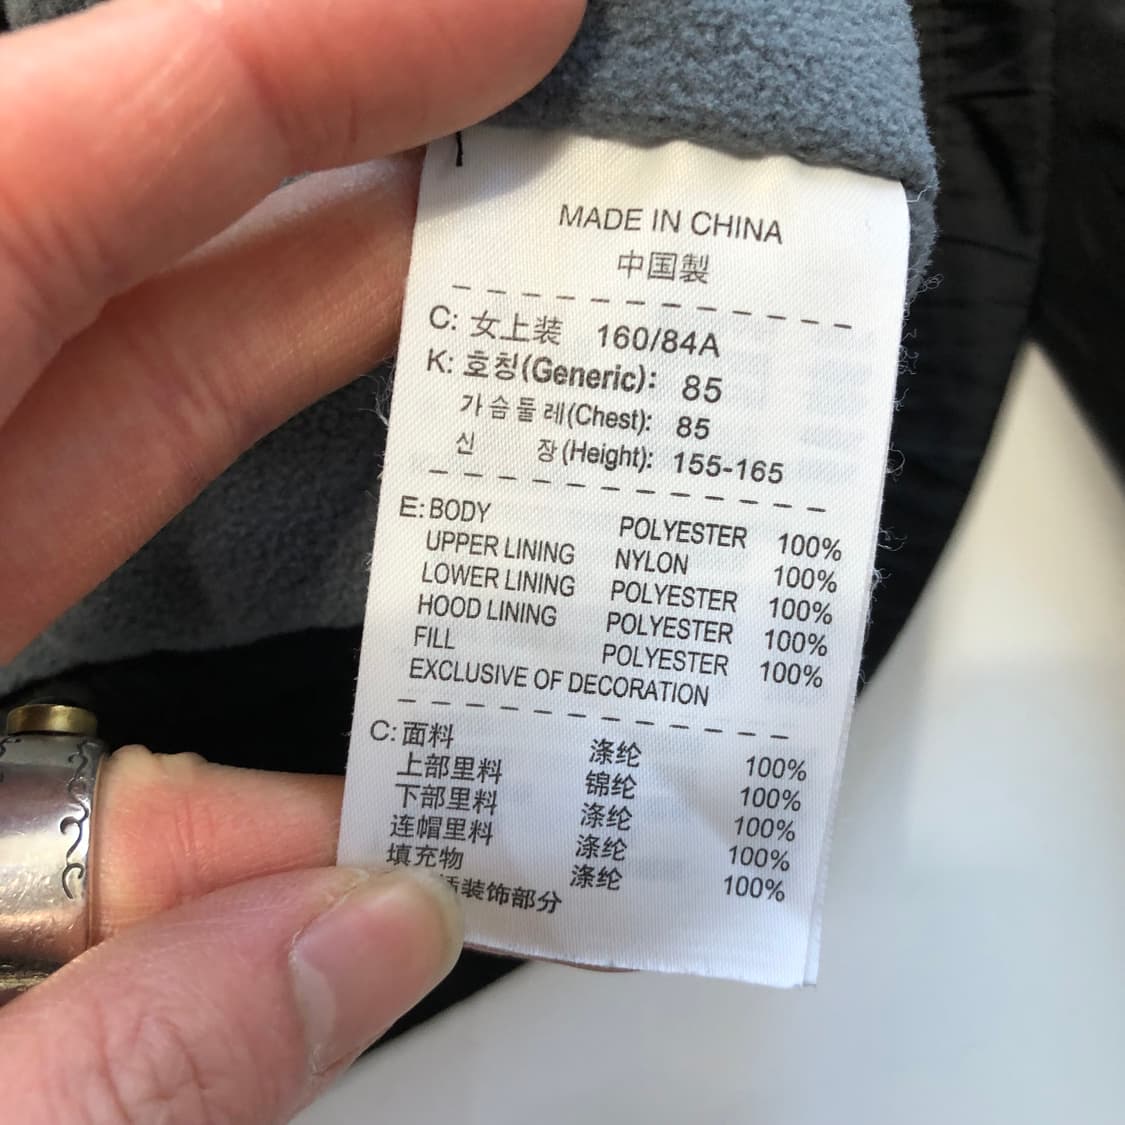 MADE IN CHINA
中国製
C: 女上装 160/84A
K: 호칭(Generic): 85
가슴둘레(Chest): 85
신 장(Height): 155-165
E: BODY POLYESTER 100%
UPPER LINING NYLON 100%
LOWER LINING POLYESTER 100%
HOOD LINING POLYESTER 100%
FILL POLYESTER 100%
EXCLUSIVE OF DECORATION
C: 面料 涤纶 100%
上部里料 锦纶 100%
下部里料 涤纶 100%
连帽里料 涤纶 100%
填充物 涤纶 100%
装饰部分